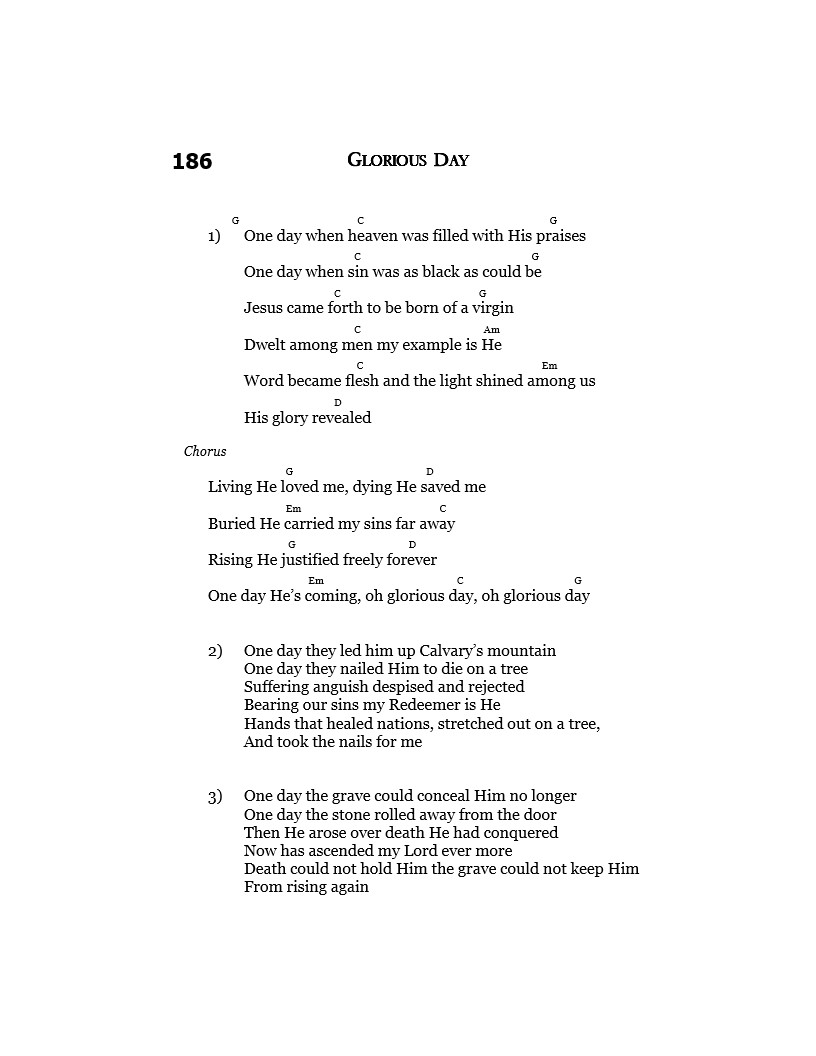 186 GLORIOUS DAY
G C G
1) One day when heaven was filled with His praises
C G
One day when sin was as black as could be
C G
Jesus came forth to be born of a virgin
C Am
Dwelt among men my example is He
C Em
Word became flesh and the light shined among us
D
His glory revealed
Chorus
G D
Living He loved me, dying He saved me
Em C
Buried He carried my sins far away
G D
Rising He justified freely forever
Em C G
One day He's coming, oh glorious day, oh glorious day
2) One day they led him up Calvary's mountain
One day they nailed Him to die on a tree
Suffering anguish despised and rejected
Bearing our sins my Redeemer is He
Hands that healed nations, stretched out on a tree,
And took the nails for me
3) One day the grave could conceal Him no longer
One day the stone rolled away from the door
Then He arose over death He had conquered
Now has ascended my Lord ever more
Death could not hold Him the grave could not keep Him
From rising again